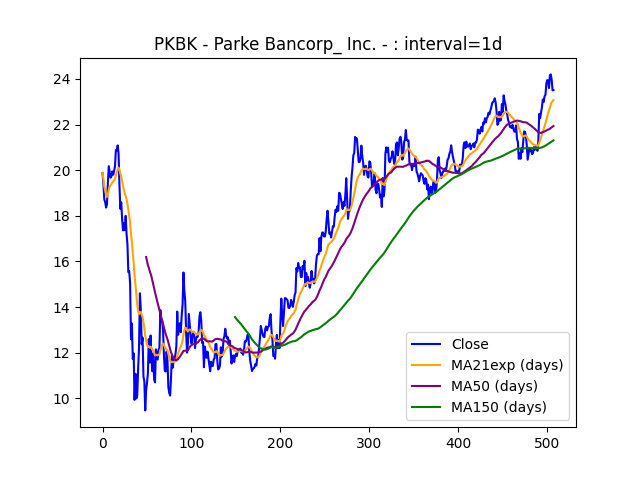 PKBK - Parke Bancorp_ Inc. - : interval=1d
24
22
20
18
16
14
12
10
0
100
200
300
400
500
Close
MA21exp (days)
MA50 (days)
MA150 (days)